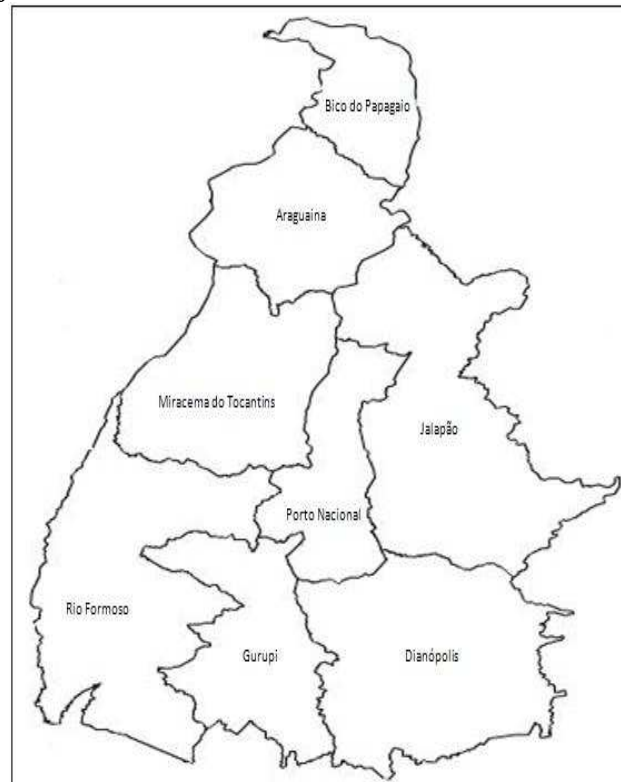 Bico do Papagaio
Araguaina
Miracema do Tocantins
Jalapão
Porto Nacional
Rio Formoso
Gurupi
Dianópolis